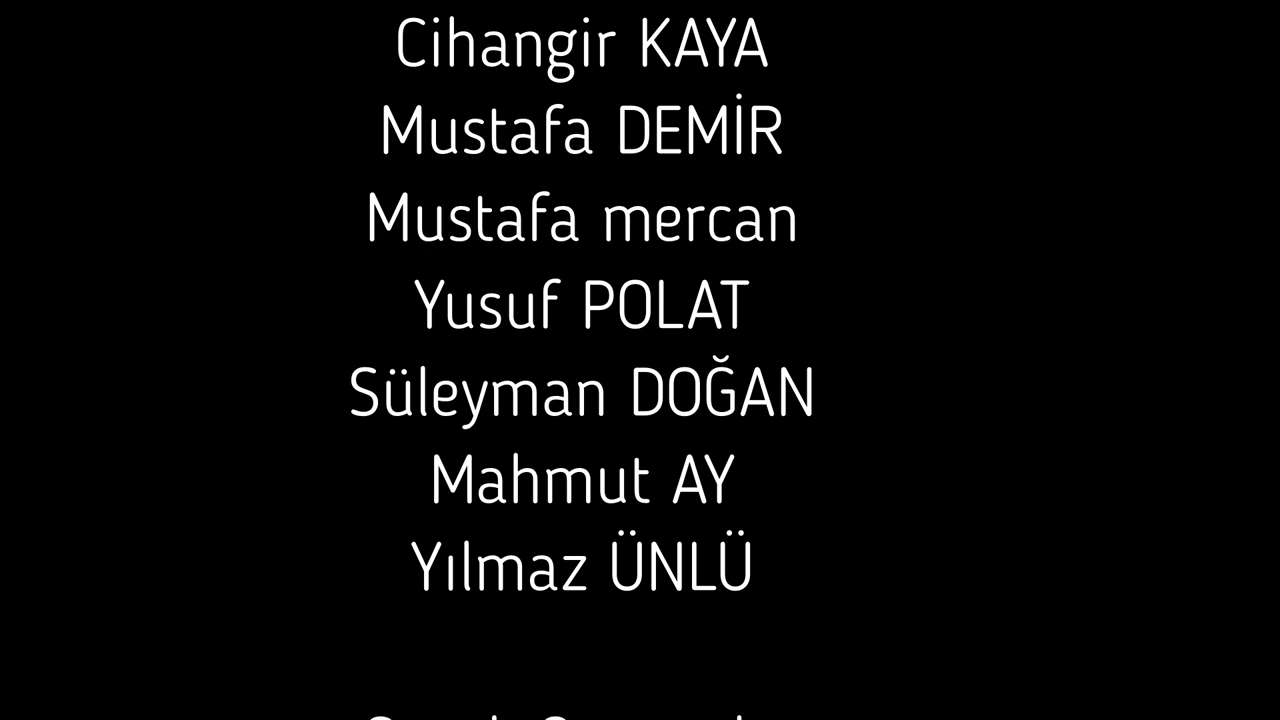 Cihangir KAYA
Mustafa DEMİR
Mustafa mercan
Yusuf POLAT
Süleyman DOĞAN
Mahmut AY
Yılmaz ÜNLÜ